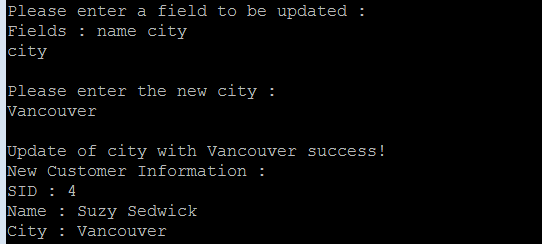 Please enter a field to be updated :
Fields : name city
city
Please enter the new city :
Vancouver
Update of city with Vancouver success!
New Customer Information :
SID : 4
Name : Suzy Sedwick
City : Vancouver